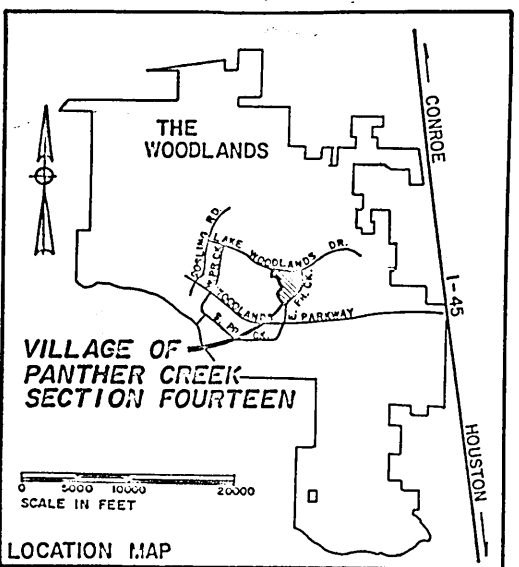 THE
WOODLANDS
CONROE
I-45
HOUSTON
LAKE WOODLANDS DR.
WOODLANDS PARKWAY
VILLAGE OF
PANTHER CREEK
SECTION FOURTEEN
0 5000 10000 20000
SCALE IN FEET
LOCATION MAP